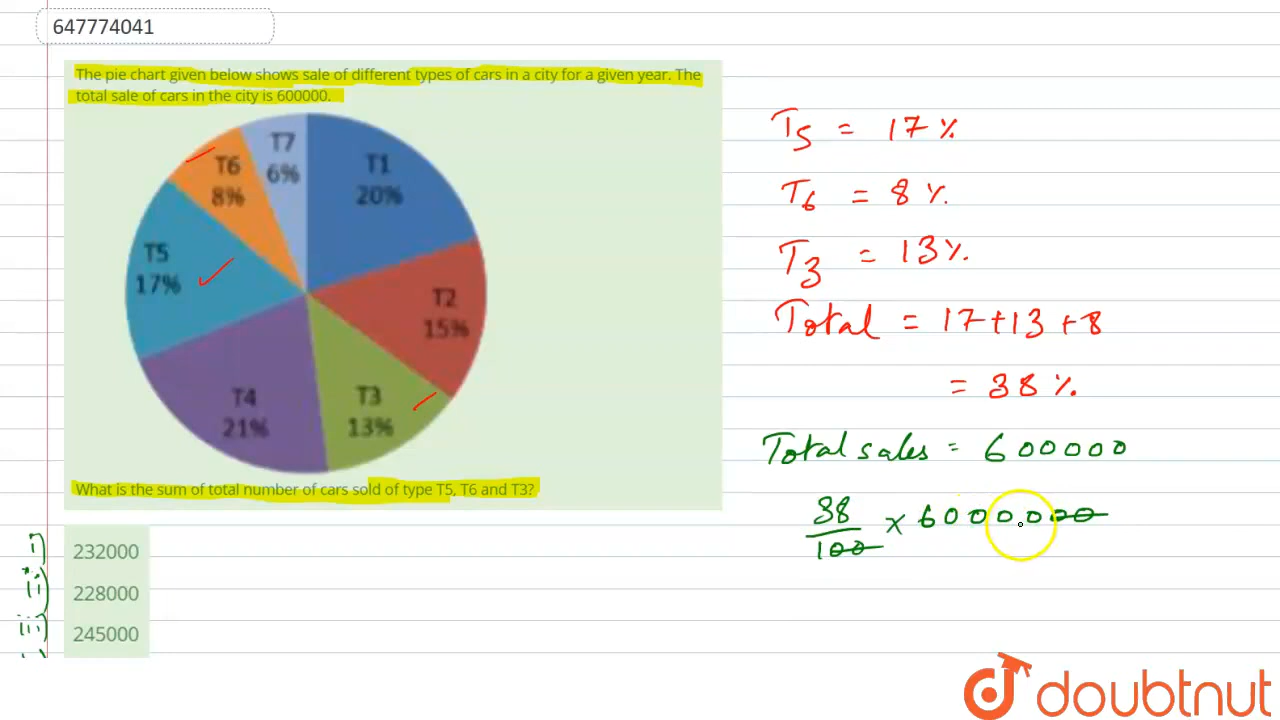 647774041
The pie chart given below shows sale of different types of cars in a city for a given year. The
total sale of cars in the city is 600000.
T7
6%
T1
20%
T6
8%
T5
17%
T2
15%
T4
21%
T3
13%
What is the sum of total number of cars sold of type T5, T6 and T3?
i) 232000
ii) 228000
iii) 245000
T5 = 17%
T6 = 8%
T3 = 13%
Total = 17+13+8
= 38%
Total sales = 600000
38/100 × 6000000
doubtnut